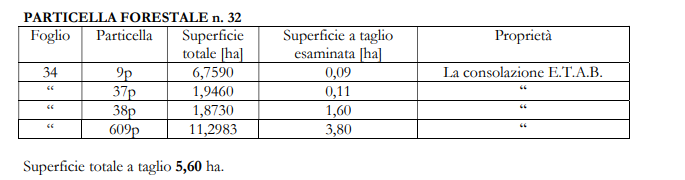 PARTICELLA FORESTALE n. 32
Foglio Particella Superficie totale [ha] Superficie a taglio esaminata [ha] Proprietà
34 9p 6,7590 0,09 La consolazione E.T.A.B.
“ 37p 1,9460 0,11 “
“ 38p 1,8730 1,60 “
“ 609p 11,2983 3,80 “
Superficie totale a taglio 5,60 ha.